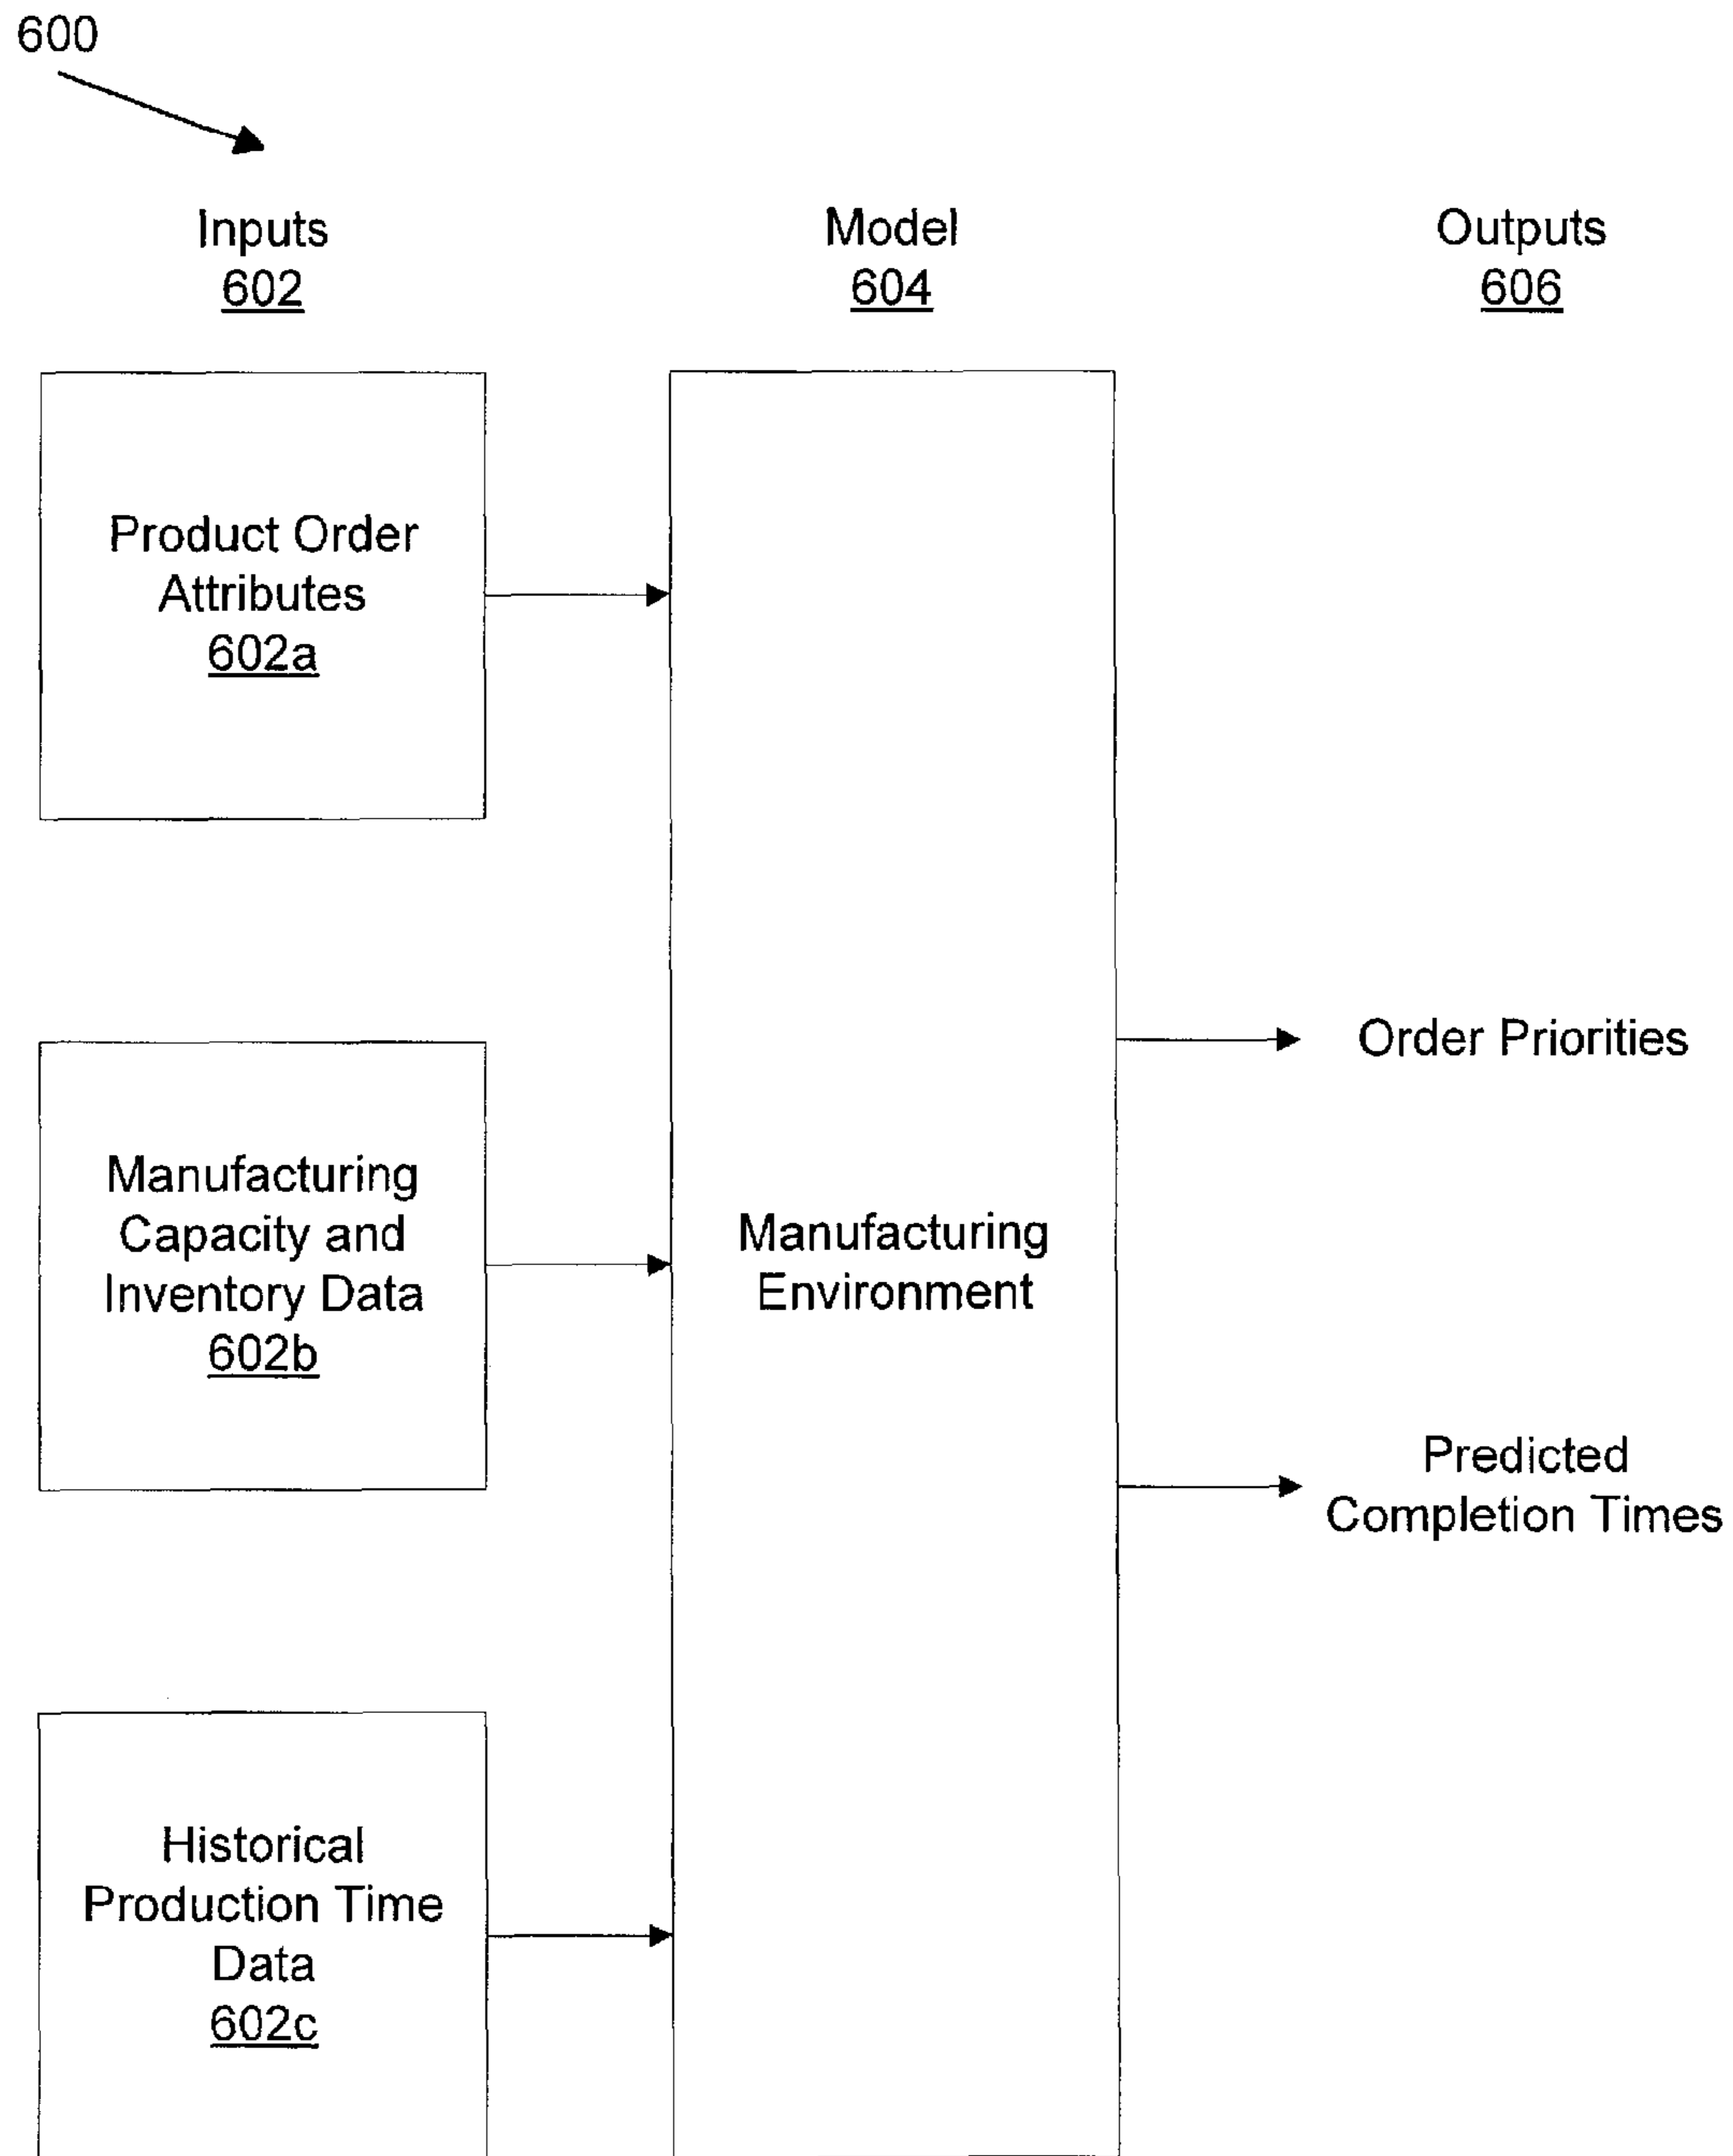 600
Inputs
602
Model
604
Outputs
606
Product Order
Attributes
602a
Manufacturing
Capacity and
Inventory Data
602b
Historical
Production Time
Data
602c
Manufacturing
Environment
Order Priorities
Predicted
Completion Times